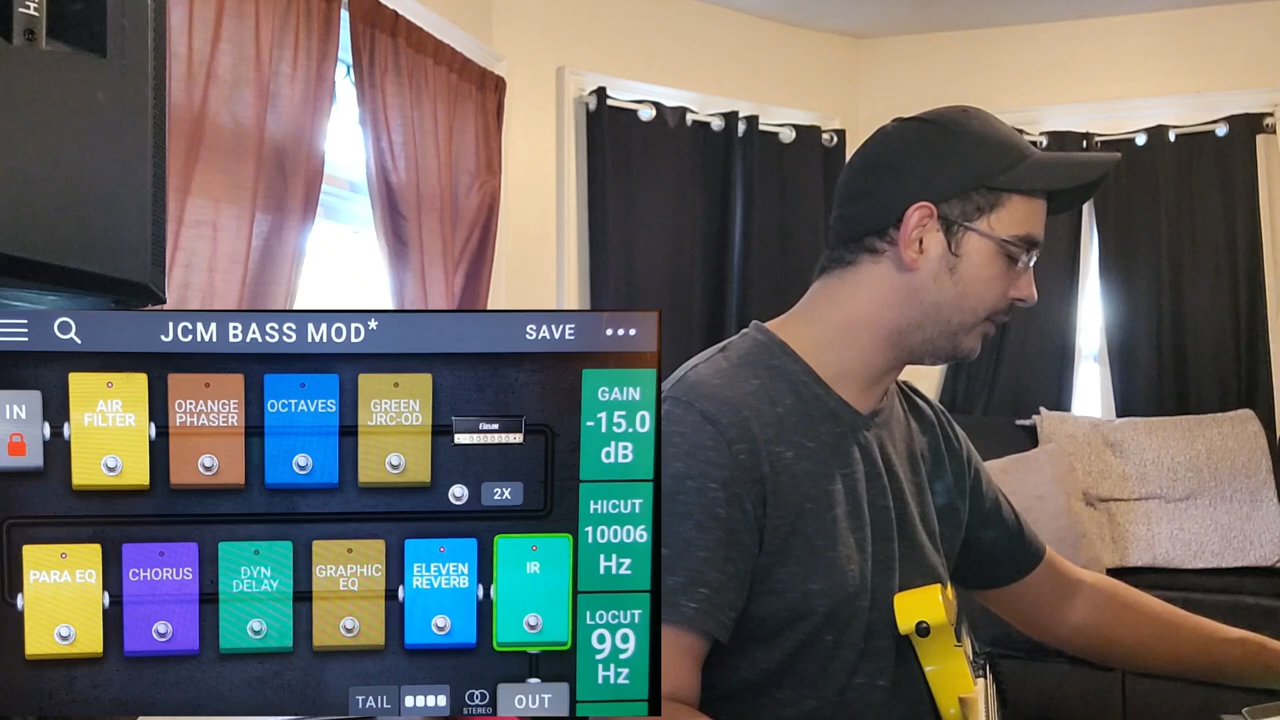 JCM BASS MOD*
SAVE
IN
AIR
FILTER
ORANGE
PHASER
OCTAVES
GREEN
JRC-OD
Eleven
2X
GAIN
-15.0
dB
HICUT
10006
Hz
PARA EQ
CHORUS
DYN
DELAY
GRAPHIC
EQ
ELEVEN
REVERB
IR
LOCUT
99
Hz
TAIL
STEREO
OUT